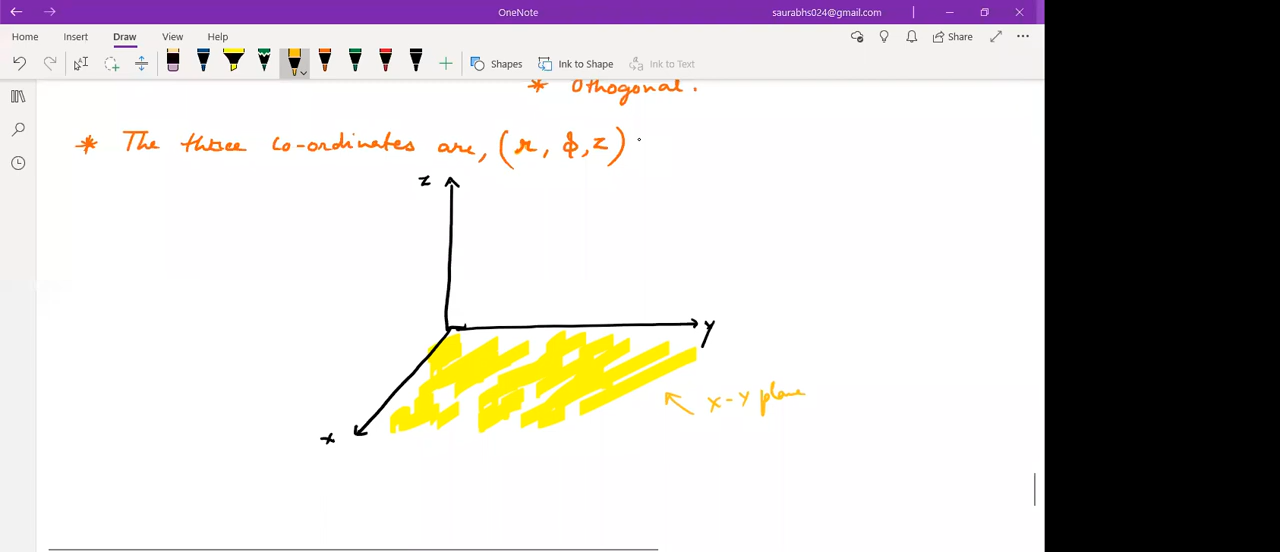 OneNote
saurabhs024@gmail.com
Home Insert Draw View Help
Share
Shapes Ink to Shape Ink to Text
* Othogonal.
* The three co-ordinates are, (r, ϕ, z)
z
y
x-y plane
x